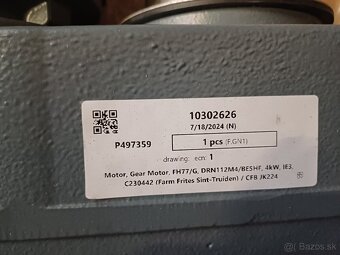 10302626
7/18/2024 (N)
P497359
1 pcs (F.GN1)
drawing: ecn: 1
Motor, Gear Motor, FH77/G, DRN112M4/BE5HF, 4kW, IE3,
C230442 (Farm Frites Sint-Truiden) / CFB JK224
Bazos.sk